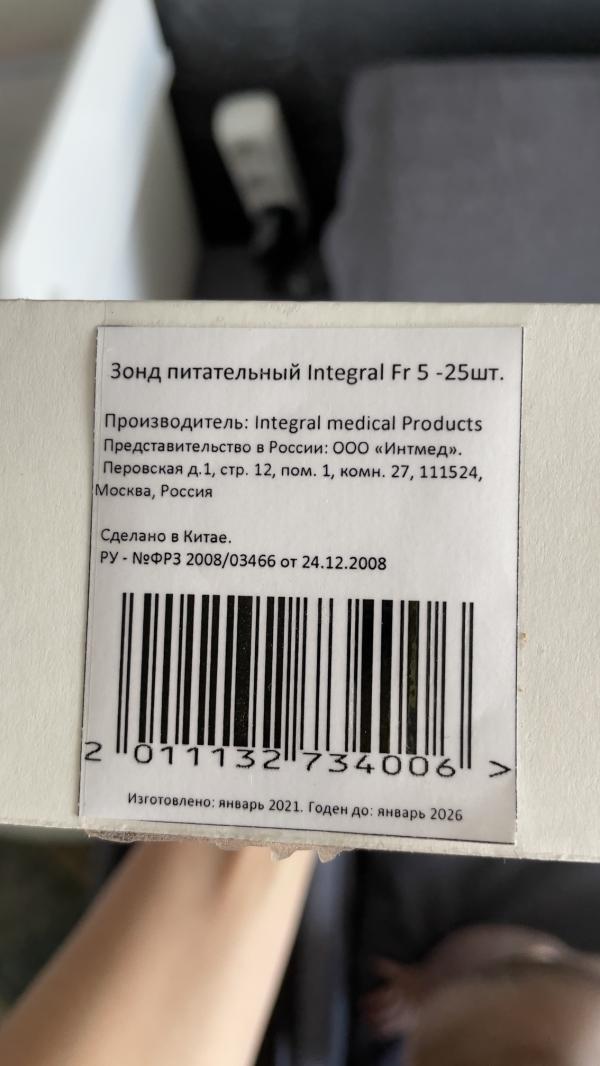 Зонд питательный Integral Fr 5 -25шт.
Производитель: Integral medical Products
Представительство в России: ООО «Интмед».
Перовская д.1, стр. 12, пом. 1, комн. 27, 111524,
Москва, Россия
Сделано в Китае.
РУ - №ФРЗ 2008/03466 от 24.12.2008
2 011132 734006 >
Изготовлено: январь 2021. Годен до: январь 2026